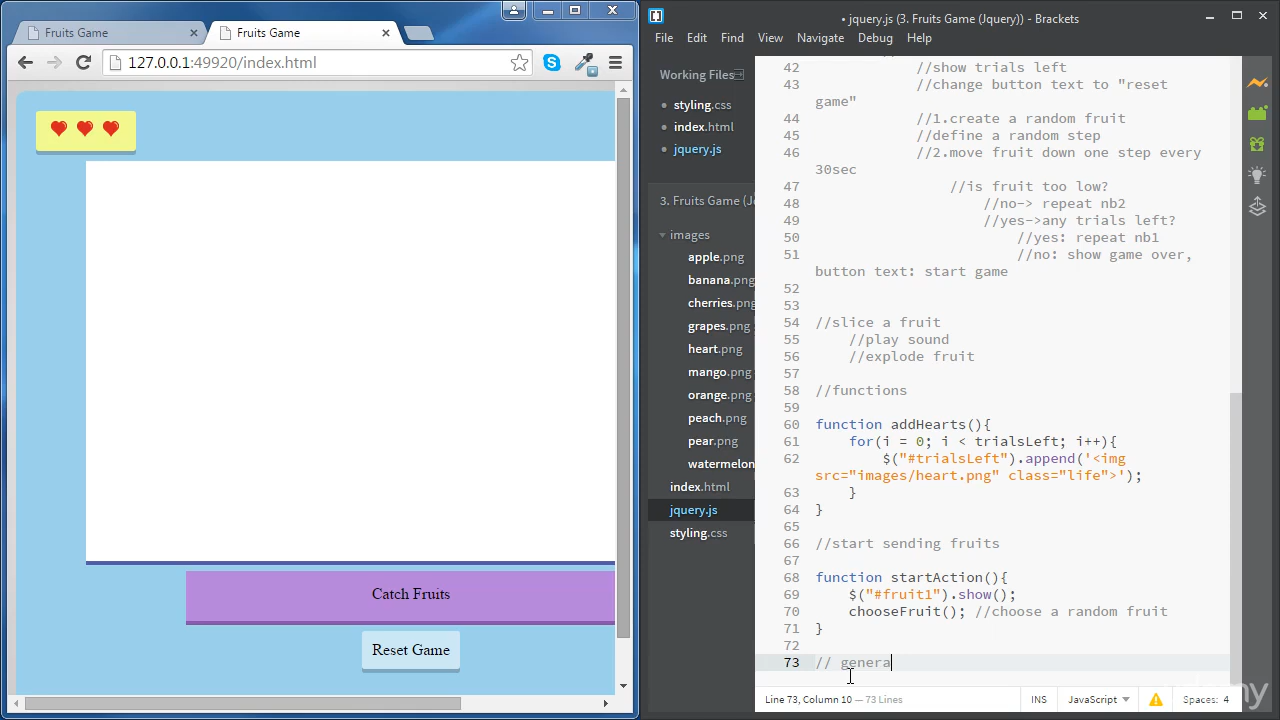 Fruits Game
Fruits Game
127.0.0.1:49920/index.html
Catch Fruits
Reset Game
• jquery.js (3. Fruits Game (Jquery)) - Brackets
File Edit Find View Navigate Debug Help
Working Files
styling.css
index.html
jquery.js
3. Fruits Game (Jq
images
apple.png
banana.png
cherries.png
grapes.png
heart.png
mango.png
orange.png
peach.png
pear.png
watermelon
index.html
jquery.js
styling.css
42 //show trials left
43 //change button text to "reset
game"
44 //1.create a random fruit
45 //define a random step
46 //2.move fruit down one step every
30sec
47 //is fruit too low?
48 //no-> repeat nb2
49 //yes->any trials left?
50 //yes: repeat nb1
51 //no: show game over,
button text: start game
52
53
54 //slice a fruit
55 //play sound
56 //explode fruit
57
58 //functions
59
60 function addHearts(){
61 for(i = 0; i < trialsLeft; i++){
62 $("#trialsLeft").append('<img
src="images/heart.png" class="life">');
63 }
64 }
65
66 //start sending fruits
67
68 function startAction(){
69 $("#fruit1").show();
70 chooseFruit(); //choose a random fruit
71 }
72
73 // genera
Line 73, Column 10 — 73 Lines
INS JavaScript Spaces: 4